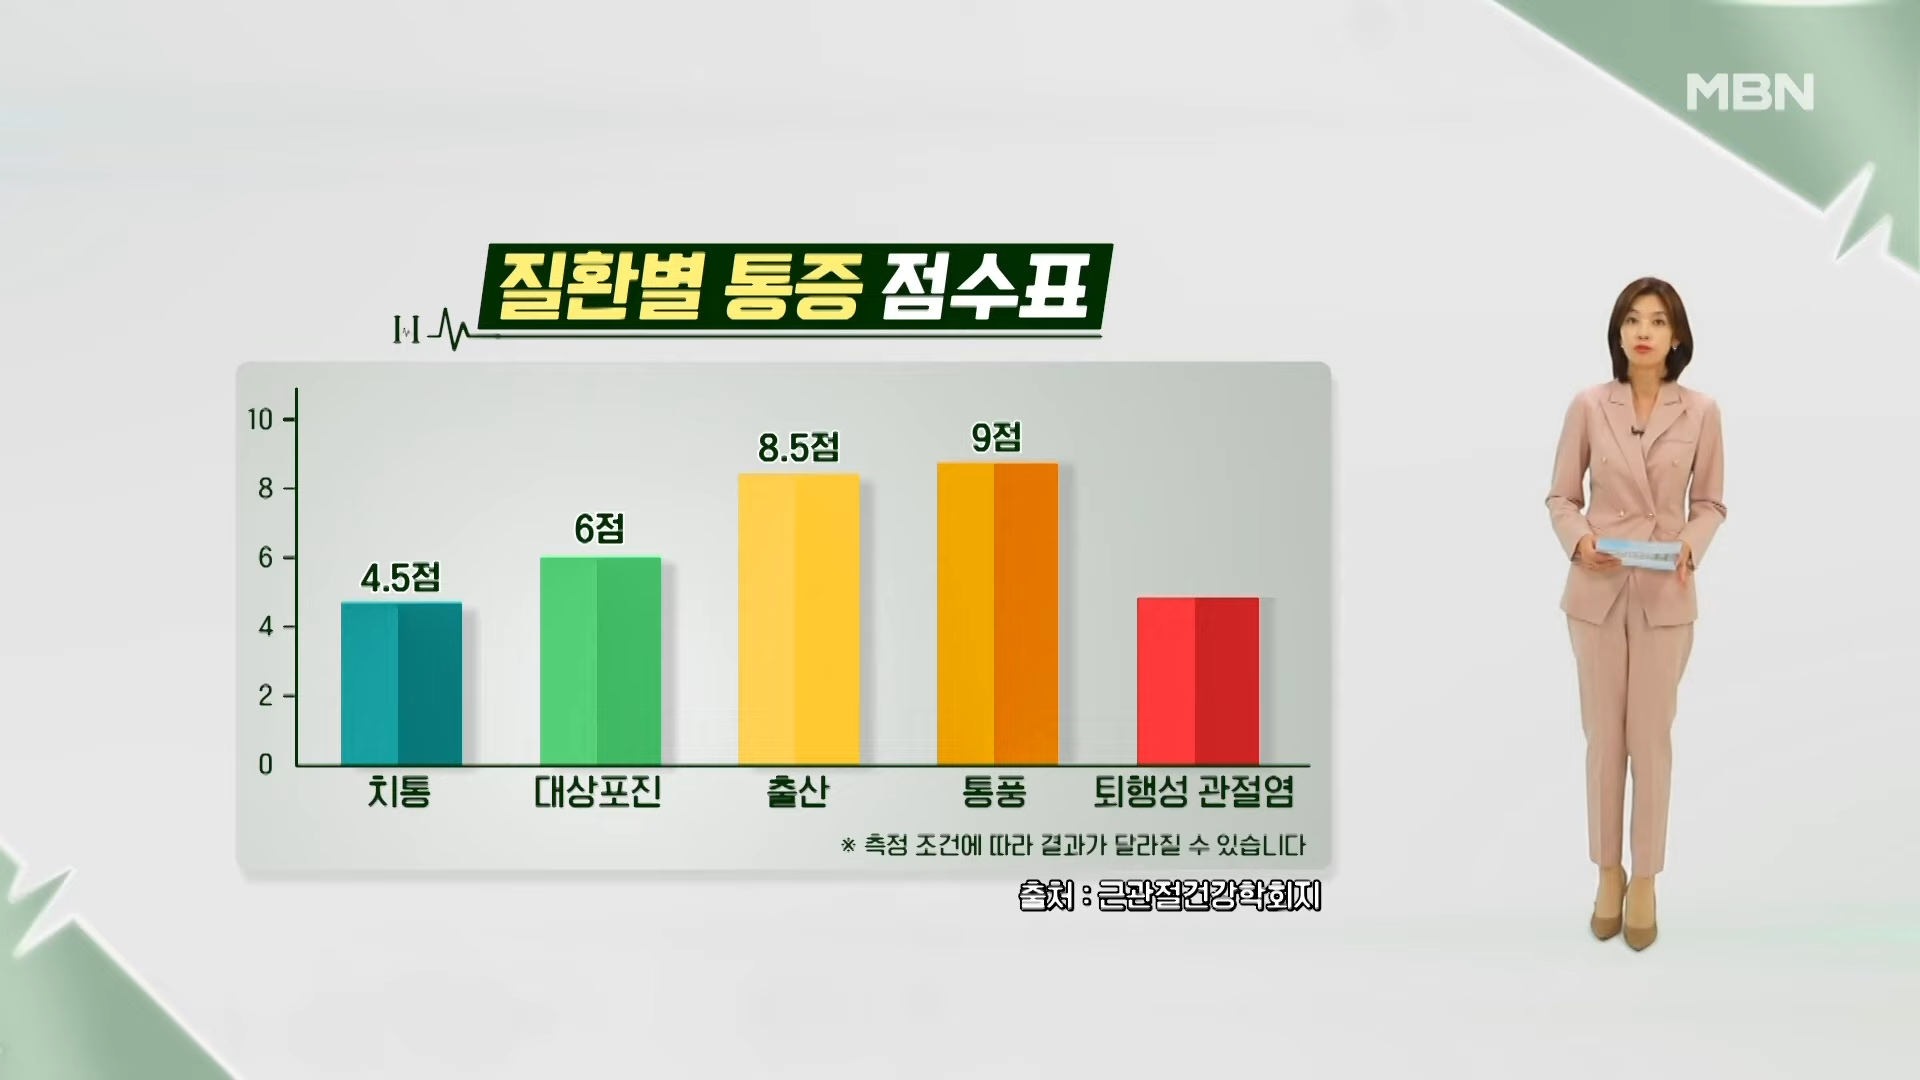 MBN
질환별 통증 점수표
H
10
8
6
4
2
0
4.5점
6점
8.5점
9점
치통 대상포진 출산 통풍 퇴행성 관절염
※ 측정 조건에 따라 결과가 달라질 수 있습니다
출처 : 근관절건강학회지